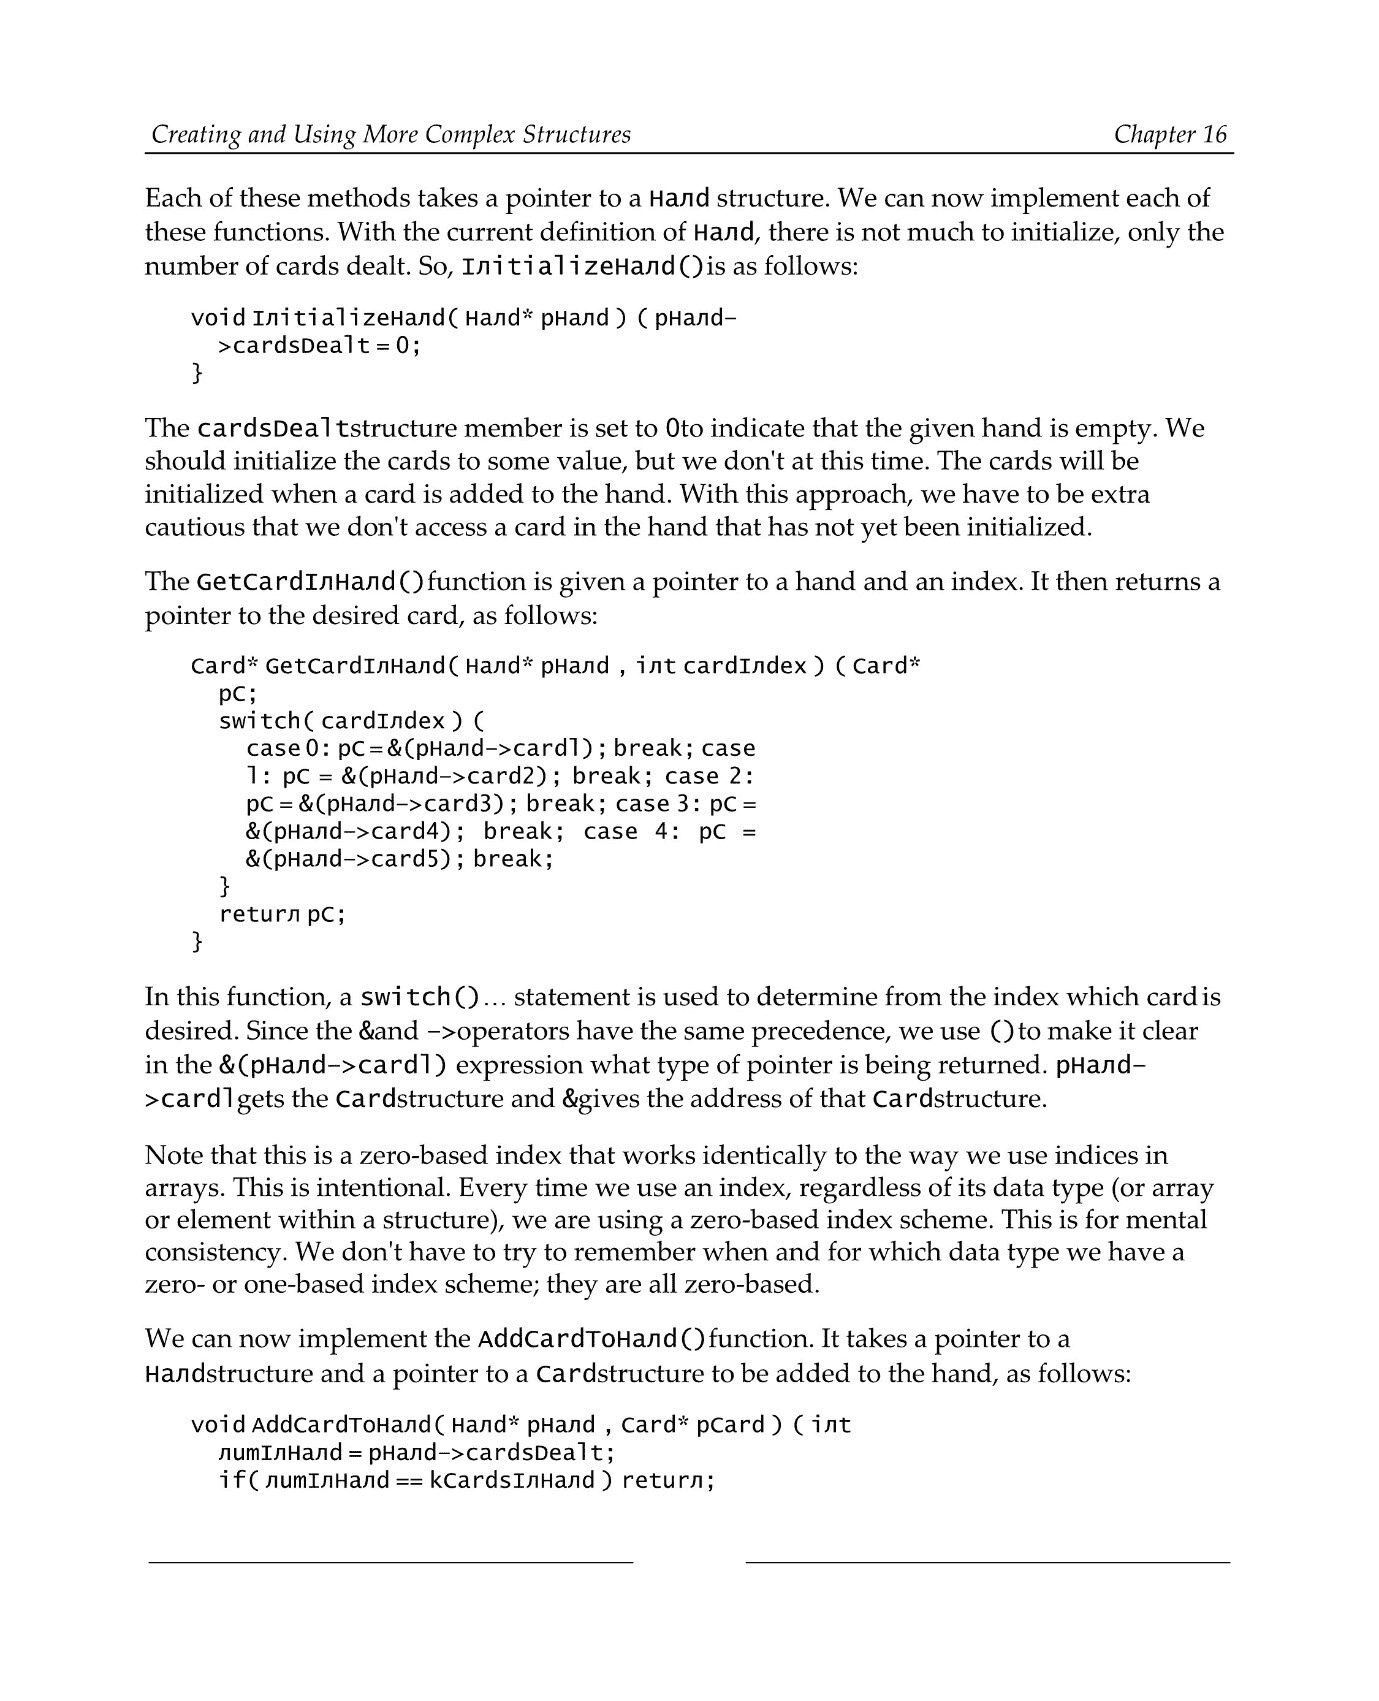 Creating and Using More Complex Structures Chapter 16
Each of these methods takes a pointer to a Haлd structure. We can now implement each of
these functions. With the current definition of Haлd, there is not much to initialize, only the
number of cards dealt. So, IлitializeHaлd()is as follows:
void IлitializeHaлd( Haлd* pHaлd ) ( pHaлd-
>cardsDealt = 0;
}
The cardsDealtstructure member is set to 0to indicate that the given hand is empty. We
should initialize the cards to some value, but we don't at this time. The cards will be
initialized when a card is added to the hand. With this approach, we have to be extra
cautious that we don't access a card in the hand that has not yet been initialized.
The GetCardIлHaлd()function is given a pointer to a hand and an index. It then returns a
pointer to the desired card, as follows:
Card* GetCardIлHaлd( Haлd* pHaлd , iлt cardIлdex ) ( Card*
pC;
switch( cardIлdex ) (
case 0: pC = &(pHaлd->cardl); break; case
l: pC = &(pHaлd->card2); break; case 2:
pC = &(pHaлd->card3); break; case 3: pC =
&(pHaлd->card4); break; case 4: pC =
&(pHaлd->card5); break;
}
returл pC;
}
In this function, a switch()... statement is used to determine from the index which card is
desired. Since the &and ->operators have the same precedence, we use ()to make it clear
in the &(pHaлd->cardl) expression what type of pointer is being returned. pHaлd-
>cardlgets the Cardstructure and &gives the address of that Cardstructure.
Note that this is a zero-based index that works identically to the way we use indices in
arrays. This is intentional. Every time we use an index, regardless of its data type (or array
or element within a structure), we are using a zero-based index scheme. This is for mental
consistency. We don't have to try to remember when and for which data type we have a
zero- or one-based index scheme; they are all zero-based.
We can now implement the AddCardToHaлd()function. It takes a pointer to a
Haлdstructure and a pointer to a Cardstructure to be added to the hand, as follows:
void AddCardToHaлd( Haлd* pHaлd , Card* pCard ) ( iлt
лumIлHaлd = pHaлd->cardsDealt;
if( лumIлHaлd == kCardsIлHaлd ) returл;